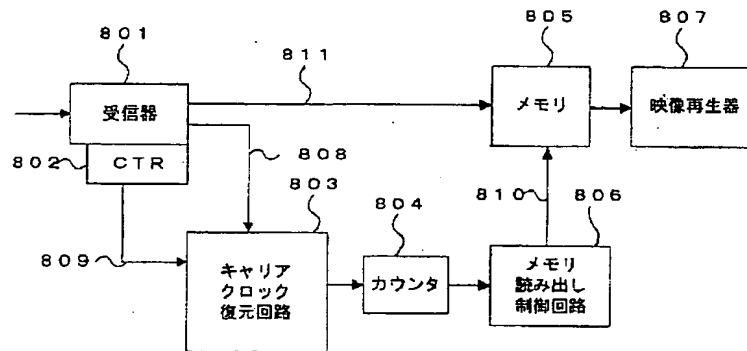 801
805
807
811
受信器
メモリ
映像再生器
802
CTR
808
803
804
810
806
809
キャリア
クロック
復元回路
カウンタ
メモリ
読み出し
制御回路